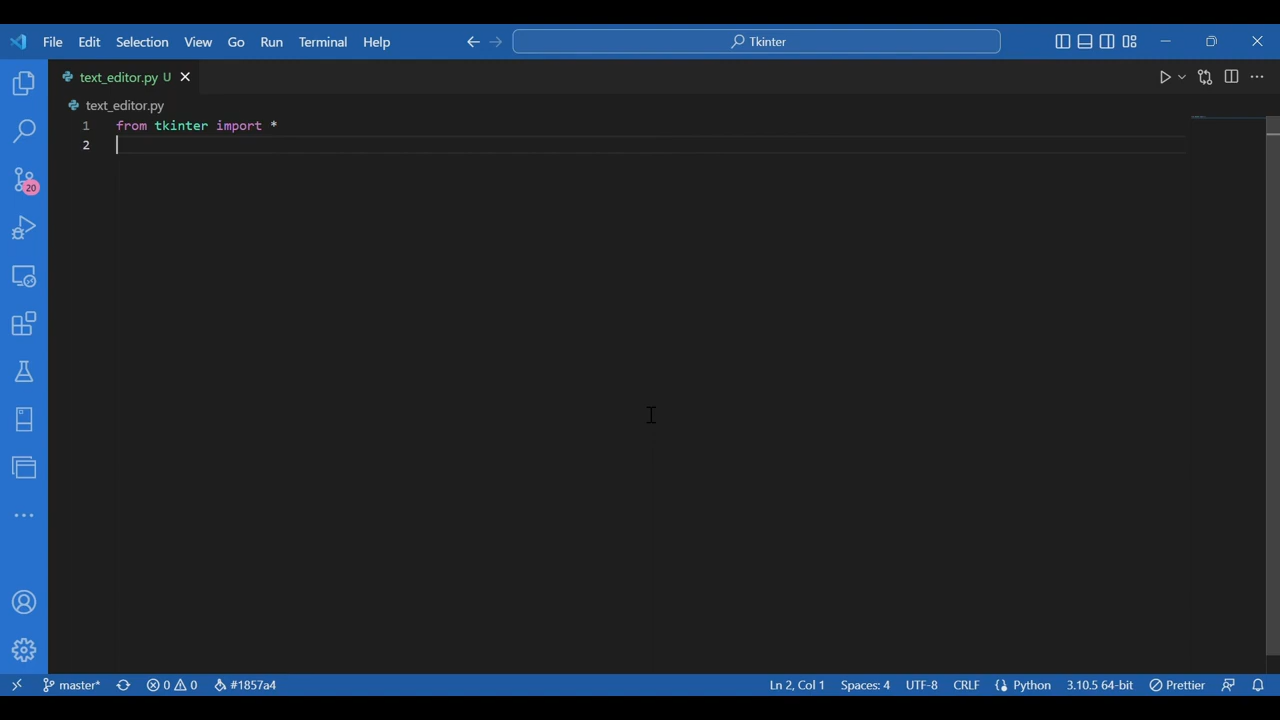 File Edit Selection View Go Run Terminal Help Tkinter
text_editor.py U
text_editor.py
1 from tkinter import *
2
20
master* 0 0 #1857a4 Ln 2, Col 1 Spaces: 4 UTF-8 CRLF Python 3.10.5 64-bit Prettier